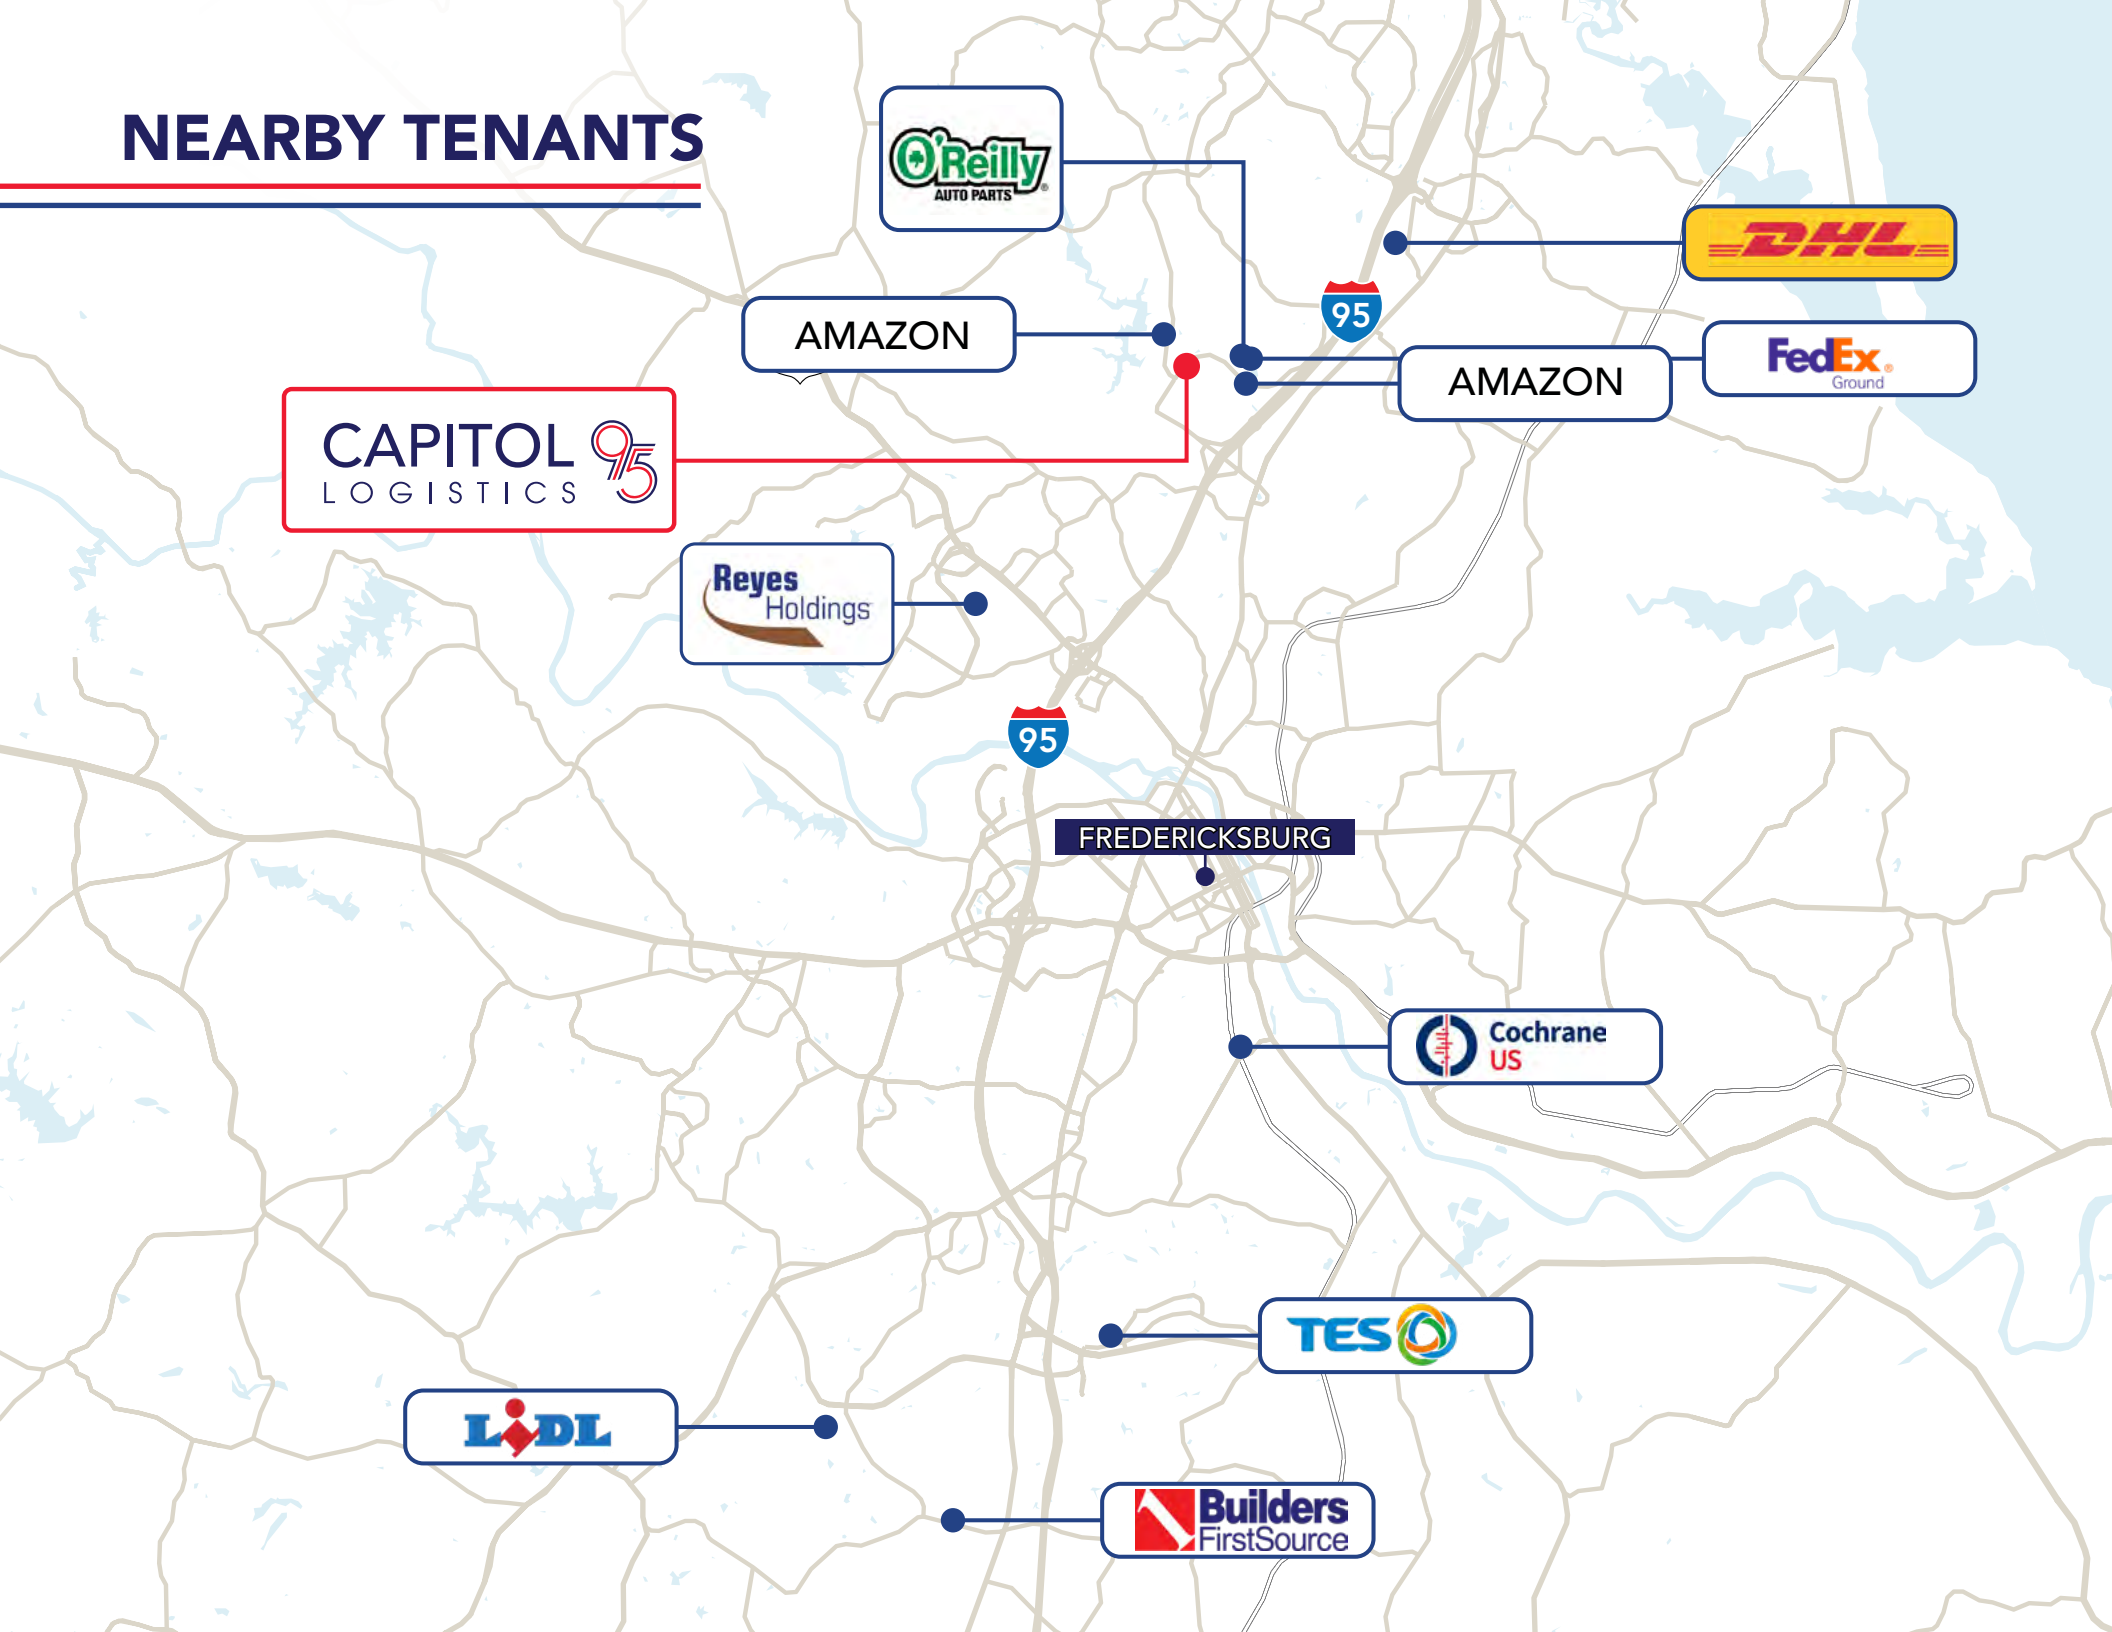 NEARBY TENANTS
O'Reilly
AUTO PARTS
DHL
95
AMAZON
AMAZON
FedEx
Ground
CAPITOL 95
LOGISTICS
Reyes
Holdings
95
FREDERICKSBURG
Cochrane
US
TES
LiDL
Builders
FirstSource